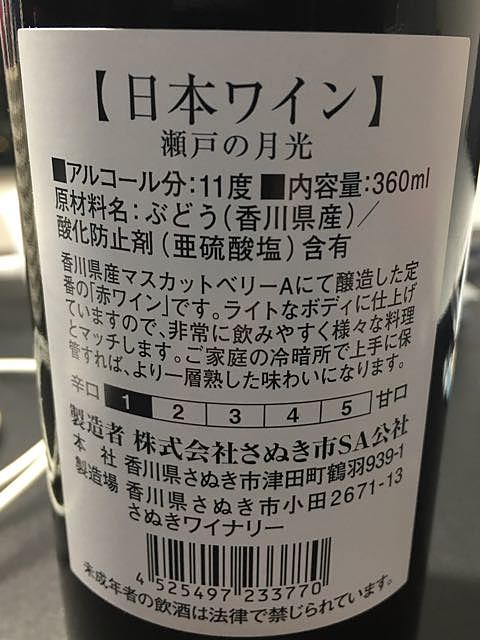 【日本ワイン】
瀬戸の月光
■アルコール分：11度 ■内容量：360ml
原材料名：ぶどう(香川県産)／
酸化防止剤(亜硫酸塩)含有
香川県産マスカットベリーAにて醸造した定
番の「赤ワイン」です。ライトなボディに仕上げ
ていますので、非常に飲みやすく様々な料理
とマッチします。ご家庭の冷暗所で上手に保
管すれば、より一層熟した味わいになります。
辛口 1 2 3 4 5 甘口
製造者 株式会社さぬき市SA公社
本社 香川県さぬき市津田町鶴羽939-1
製造場 香川県さぬき市小田2671-13
さぬきワイナリー
4 525497 233770
未成年者の飲酒は法律で禁じられています。